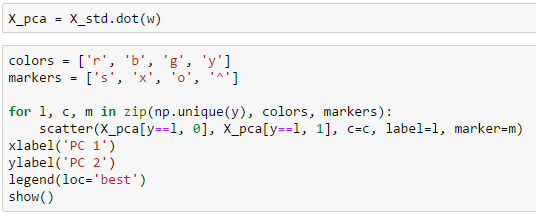 X_pca = X_std.dot(w)
colors = ['r', 'b', 'g', 'y']
markers = ['s', 'x', 'o', '^']
for l, c, m in zip(np.unique(y), colors, markers):
    scatter(X_pca[y==l, 0], X_pca[y==l, 1], c=c, label=l, marker=m)
xlabel('PC 1')
ylabel('PC 2')
legend(loc='best')
show()